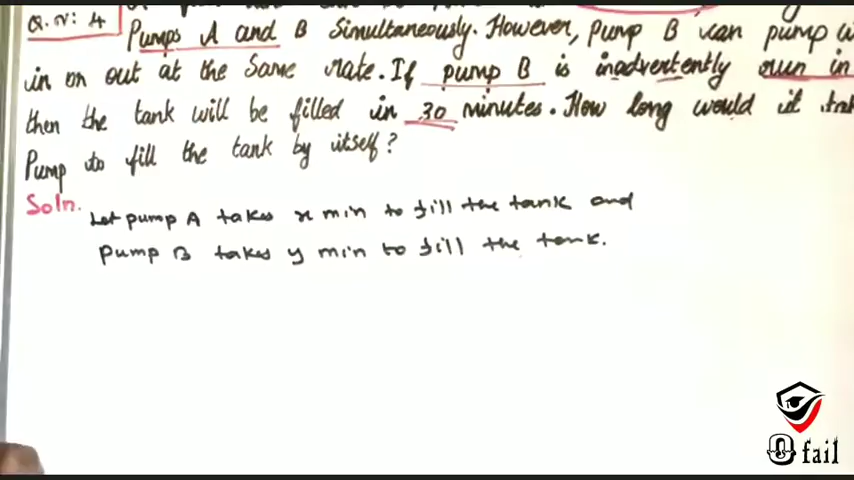 Q.N: 4
Pumps A and B Simultaneously. However, Pump B can pump
in or out at the Same rate. If pump B is inadvertently run in
then the tank will be filled in 30 minutes. How long would it
Pump to fill the tank by itself?
Soln.
Let pump A takes x min to fill the tank and
pump B takes y min to fill the tank.
0 fail